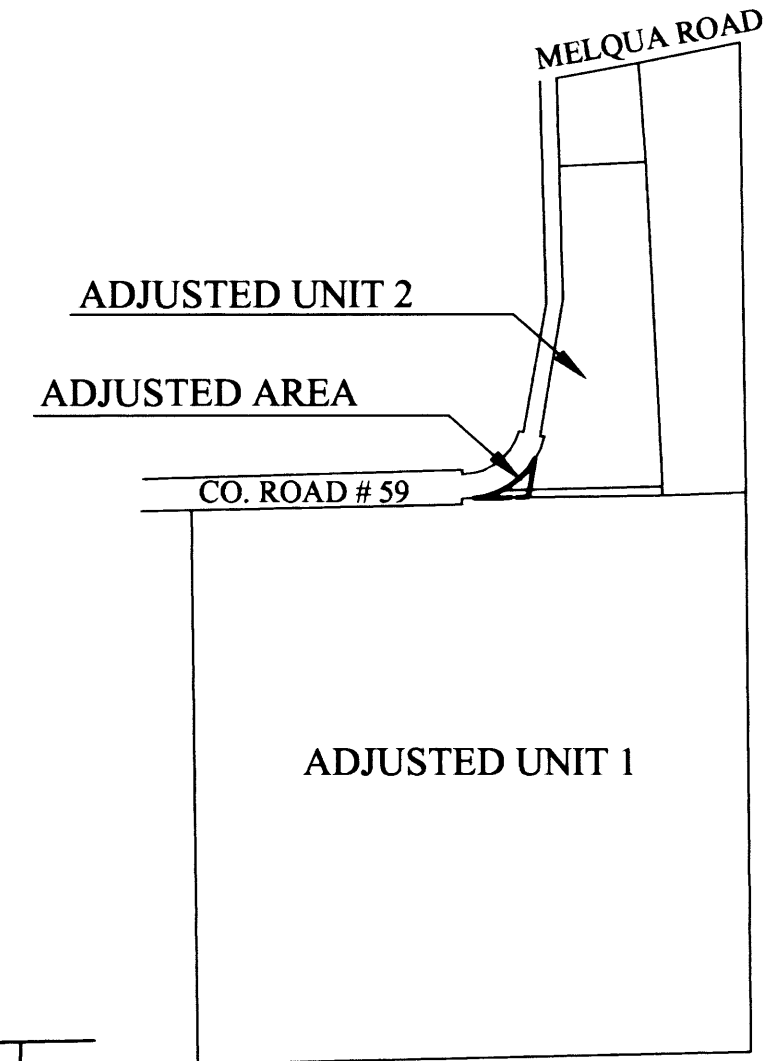 MELQUA ROAD
ADJUSTED UNIT 2
ADJUSTED AREA
CO. ROAD # 59
ADJUSTED UNIT 1